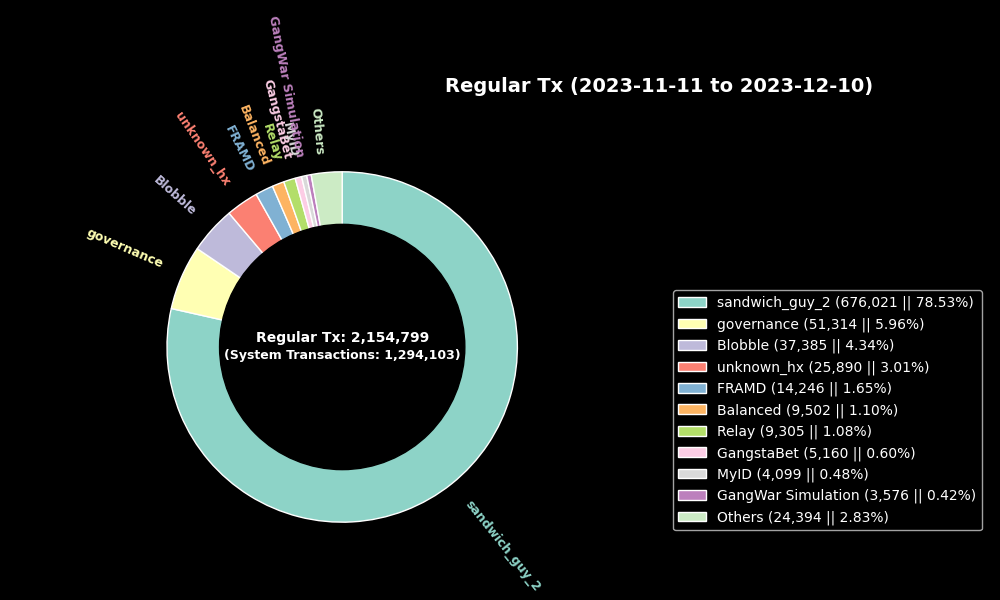 Regular Tx (2023-11-11 to 2023-12-10)
GangWar Simulation
MyID
GangstaBet
Relay
Others
Balanced
FRAMD
unknown_hx
Blobble
governance
Regular Tx: 2,154,799
(System Transactions: 1,294,103)
sandwich_guy_2
sandwich_guy_2 (676,021 || 78.53%)
governance (51,314 || 5.96%)
Blobble (37,385 || 4.34%)
unknown_hx (25,890 || 3.01%)
FRAMD (14,246 || 1.65%)
Balanced (9,502 || 1.10%)
Relay (9,305 || 1.08%)
GangstaBet (5,160 || 0.60%)
MyID (4,099 || 0.48%)
GangWar Simulation (3,576 || 0.42%)
Others (24,394 || 2.83%)